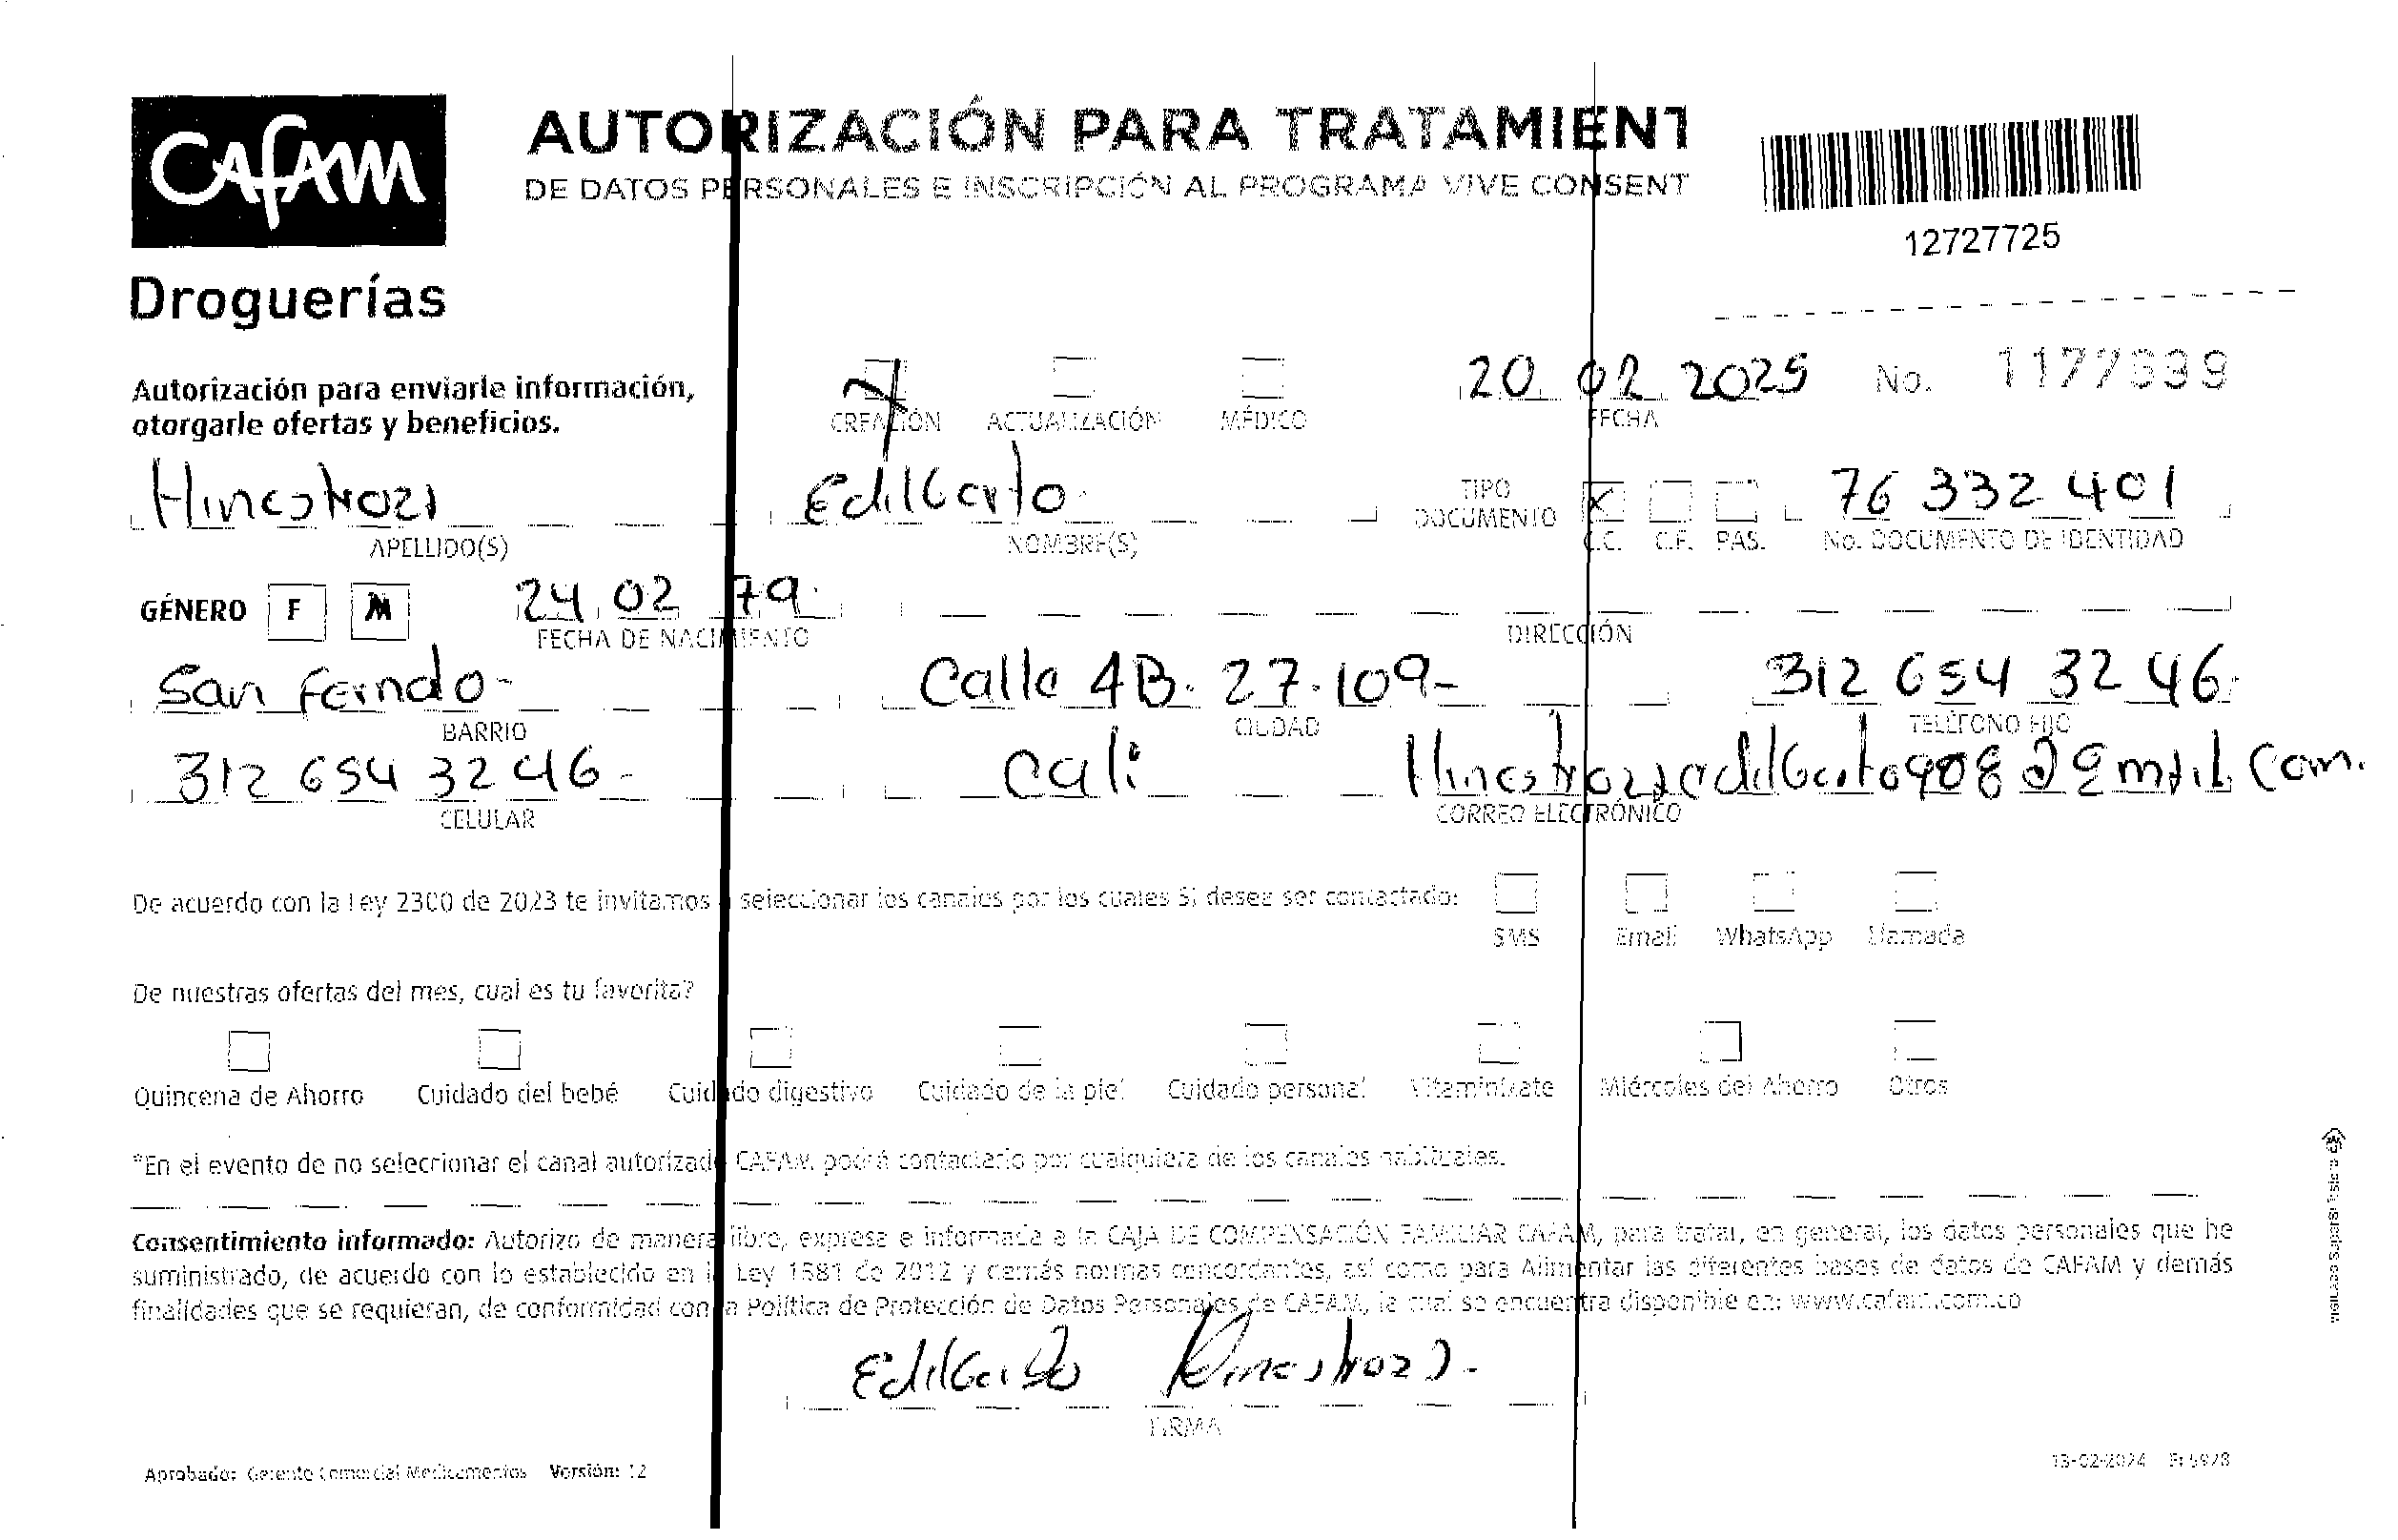 CAFAM
Droguerías
AUTORIZACIÓN PARA TRATAMIENT
DE DATOS PERSONALES E INSCRIPCIÓN AL PROGRAMA VIVE CONSENT
12727725
Autorización para enviarle información,
otorgarle ofertas y beneficios.
CREACIÓN ACTUALIZACIÓN MÉDICO
20 02 2025
FECHA
No.
Edilberto
76 332 401
APELLIDO(S) NOMBRE(S) TIPO DOCUMENTO C.C. C.E. PAS. No. DOCUMENTO DE IDENTIDAD
GÉNERO F M 24 02 79
FECHA DE NACIMIENTO DIRECCIÓN
San Ferndo- Calle 4B. 27.109- 312 654 32 46
BARRIO CIUDAD TELÉFONO FIJO
312 654 32 46- Cali
CELULAR CORREO ELECTRÓNICO
De acuerdo con la Ley 2300 de 2023 te invitamos a seleccionar los canales por los cuales Si desea ser contactado:
SMS Email WhatsApp Llamada
De nuestras ofertas del mes, cual es tu favorita?
Quincena de Ahorro Cuidado del bebé Cuidado digestivo Cuidado de la piel Cuidado personal Vitaminízate Miércoles del Ahorro Otros
*En el evento de no seleccionar el canal autorizado CAFAM, podrá contactarlo por cualquiera de los canales habituales.
Consentimiento informado: Autorizo de manera libre, expresa e informada a la CAJA DE COMPENSACIÓN FAMILIAR CAFAM, para tratar, en general, los datos personales que he
suministrado, de acuerdo con lo establecido en la Ley 1581 de 2012 y demás normas concordantes, así como para Alimentar las diferentes bases de datos de CAFAM y demás
finalidades que se requieran, de conformidad con la Política de Protección de Datos Personales de CAFAM, la cual se encuentra disponible en: www.cafam.com.co
Edilberto
FIRMA
Aprobado: Gerente Comercial Medicamentos Versión: 12
13-02-2024